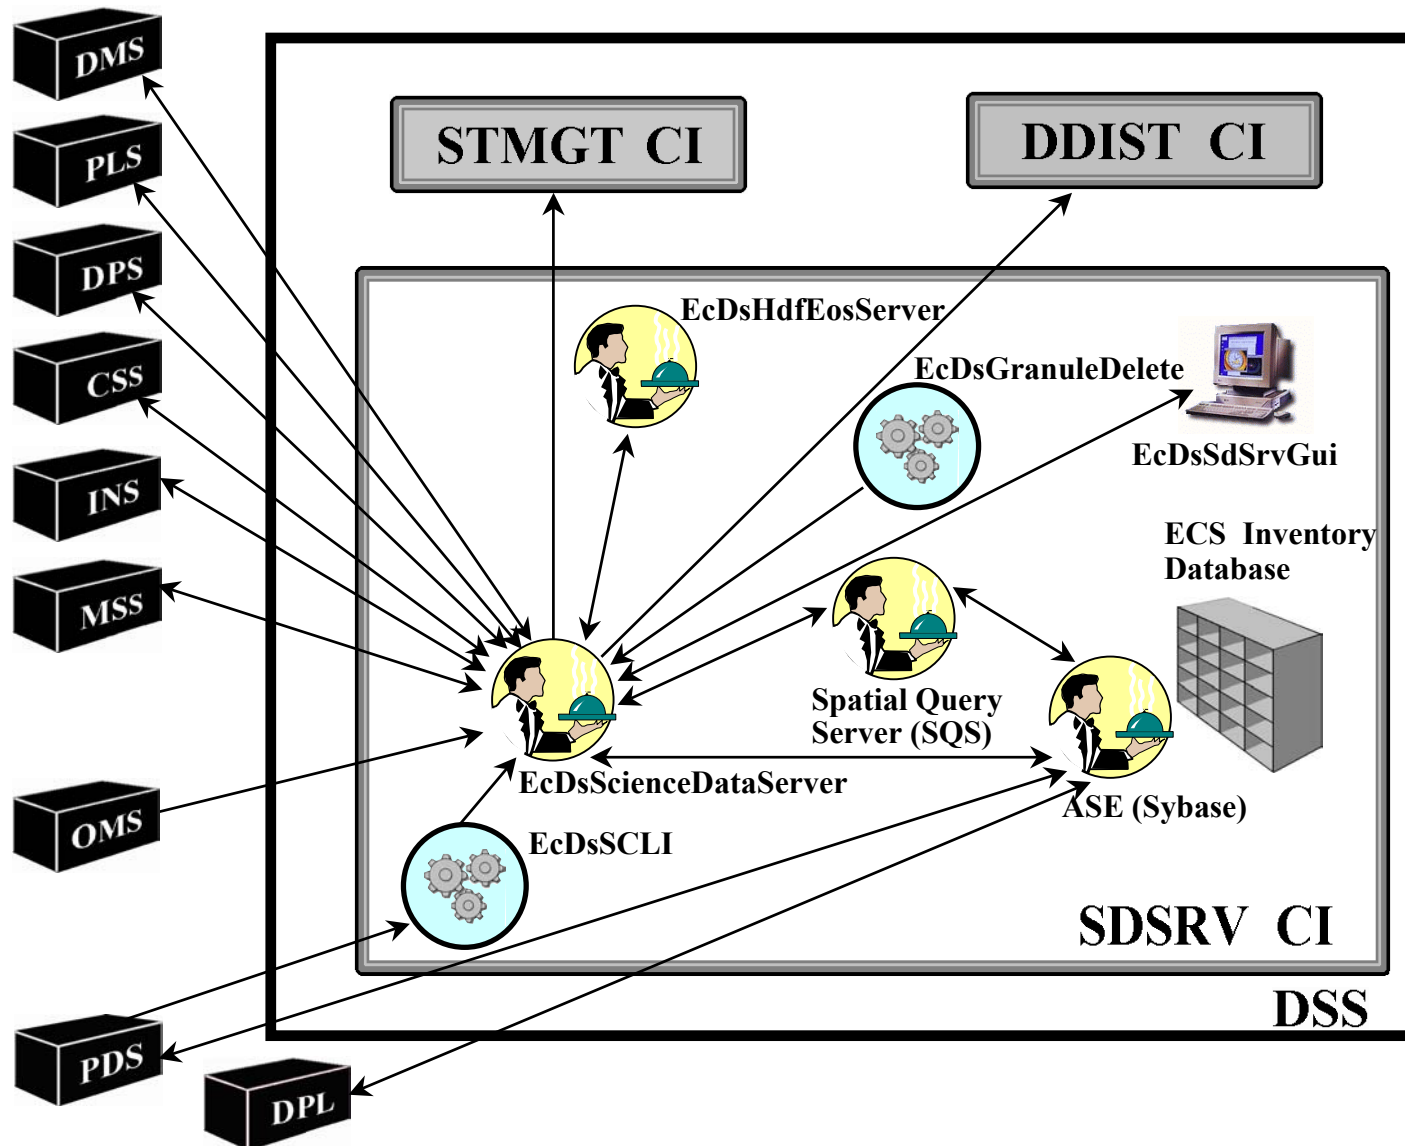 DMS
PLS
DPS
CSS
INS
MSS
OMS
PDS
DPL
STMGT CI
DDIST CI
EcDsHdfEosServer
EcDsGranuleDelete
EcDsSdSrvGui
ECS Inventory
Database
Spatial Query
Server (SQS)
EcDsScienceDataServer
ASE (Sybase)
EcDsSCLI
SDSRV CI
DSS